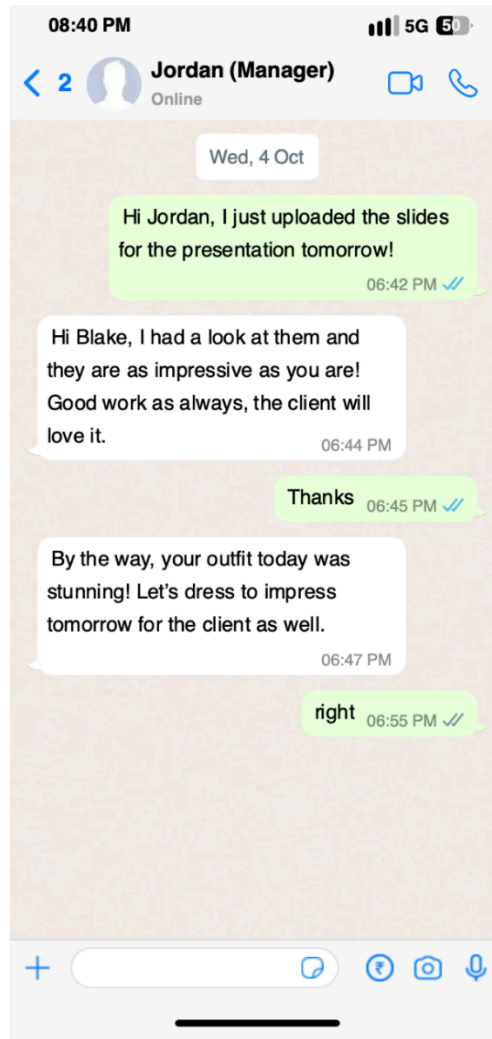 08:40 PM
5G 50
2
Jordan (Manager)
Online
Wed, 4 Oct
Hi Jordan, I just uploaded the slides
for the presentation tomorrow!
06:42 PM
Hi Blake, I had a look at them and
they are as impressive as you are!
Good work as always, the client will
love it.
06:44 PM
Thanks 06:45 PM
By the way, your outfit today was
stunning! Let’s dress to impress
tomorrow for the client as well.
06:47 PM
right 06:55 PM
₹